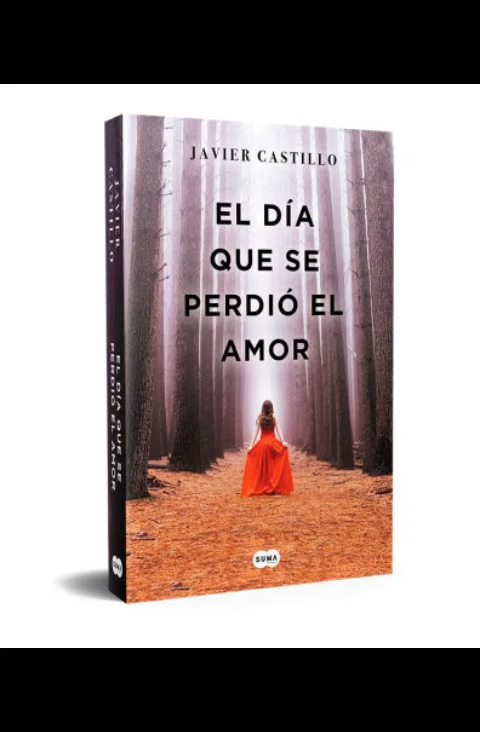 JAVIER CASTILLO
EL DÍA
QUE SE
PERDIÓ EL
AMOR
SUMA
JAVIER
CASTILLO
EL DÍA QUE SE
PERDIÓ EL AMOR